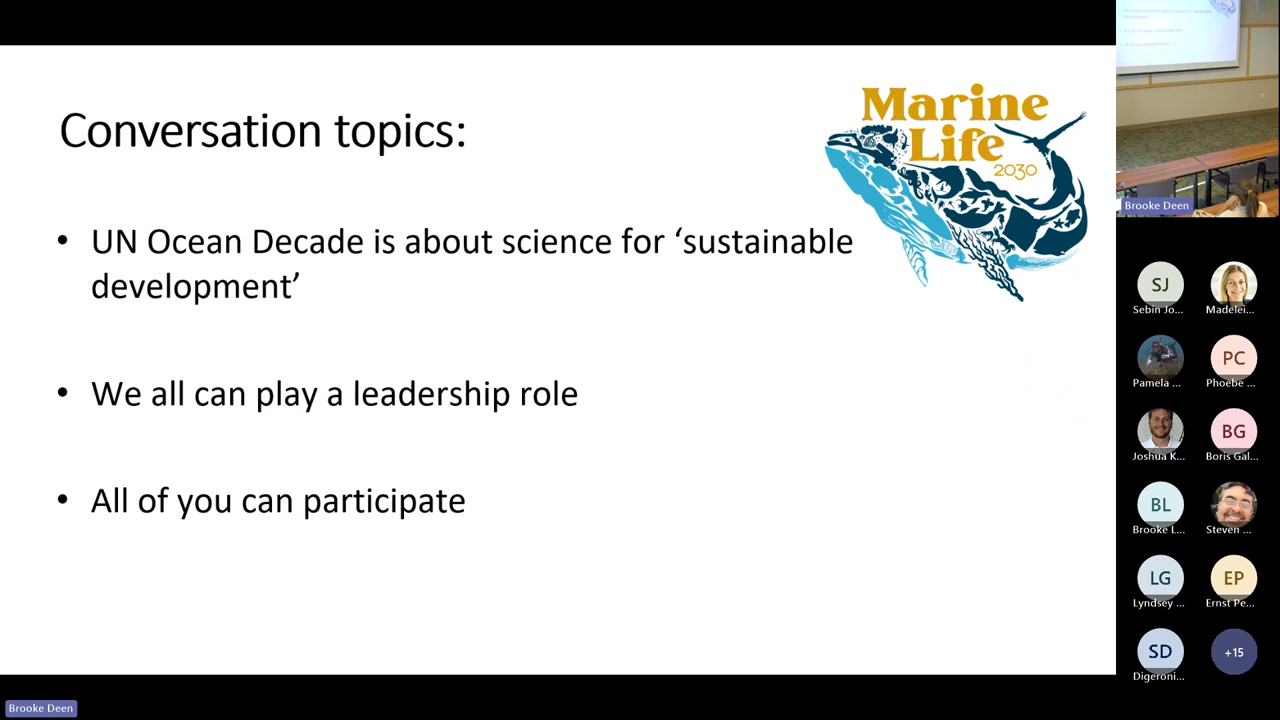 Conversation topics:
Marine
Life
2030
• UN Ocean Decade is about science for ‘sustainable
development’
• We all can play a leadership role
• All of you can participate
Brooke Deen
SJ
Sebin Jo...
Madelei...
Pamela ...
PC
Phoebe ...
Joshua K...
BG
Boris Gal...
BL
Brooke L...
Steven ...
LG
Lyndsey ...
EP
Ernst Pe...
SD
Digeroni...
+15
Brooke Deen